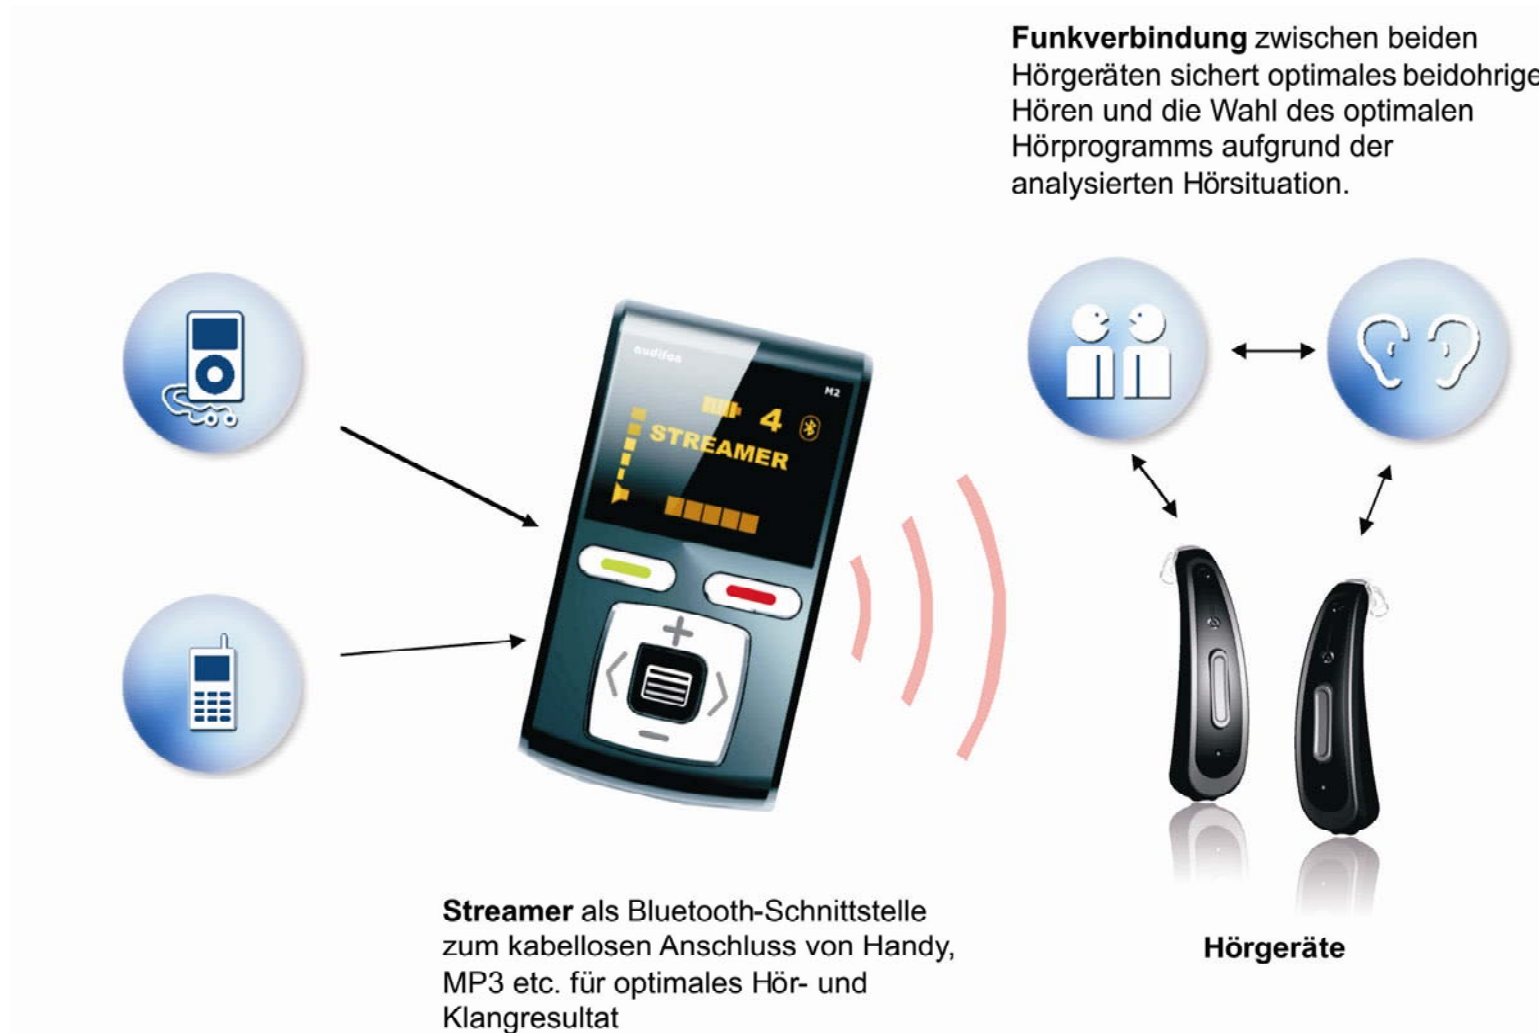 Funkverbindung zwischen beiden
Hörgeräten sichert optimales beidohrige
Hören und die Wahl des optimalen
Hörprogramms aufgrund der
analysierten Hörsituation.
audifon
M2
4
STREAMER
Streamer als Bluetooth-Schnittstelle
zum kabellosen Anschluss von Handy,
MP3 etc. für optimales Hör- und
Klangresultat
Hörgeräte